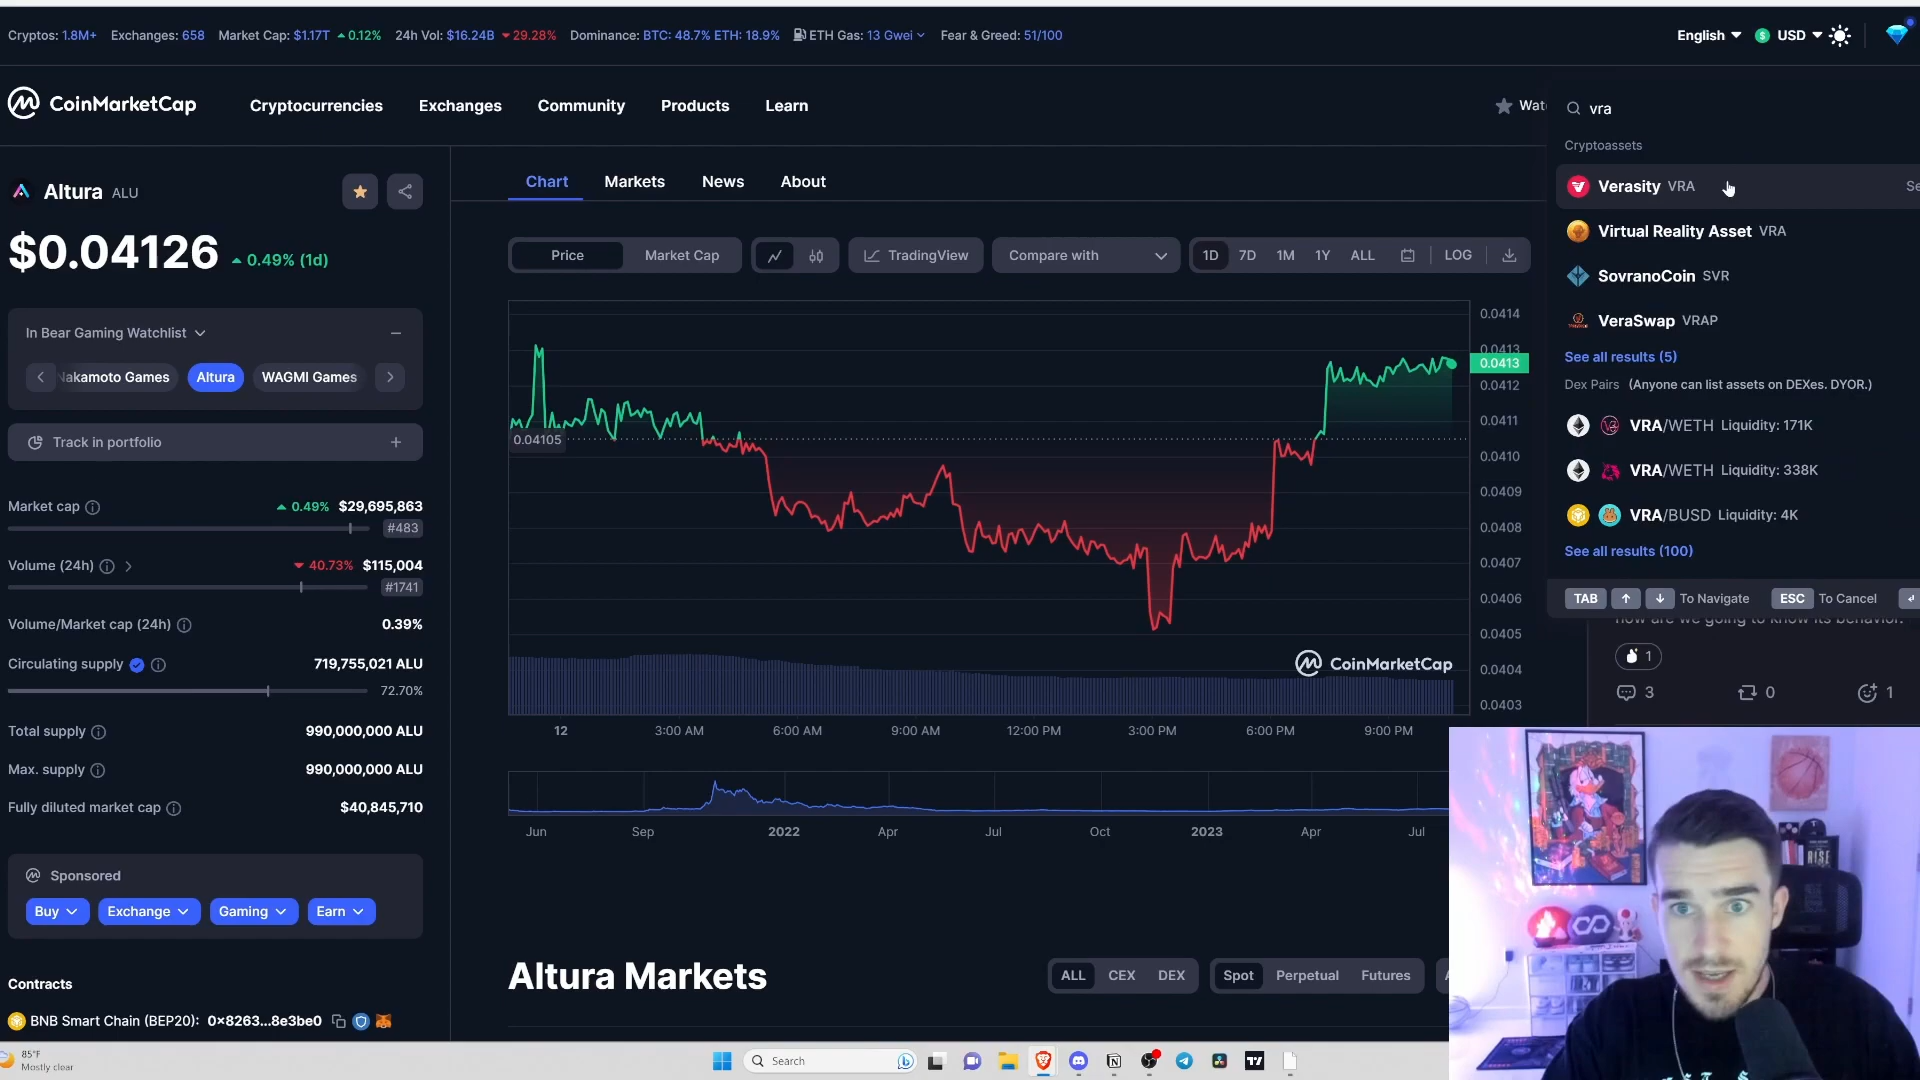 Cryptos: 1.8M+ Exchanges: 658 Market Cap: $1.17T 0.12% 24h Vol: $16.24B 29.28% Dominance: BTC: 48.7% ETH: 18.9% ETH Gas: 13 Gwei Fear & Greed: 51/100
English USD
CoinMarketCap Cryptocurrencies Exchanges Community Products Learn
vra
Cryptoassets
Verasity VRA
Virtual Reality Asset VRA
SovranoCoin SVR
VeraSwap VRAP
See all results (5)
Dex Pairs (Anyone can list assets on DEXes. DYOR.)
VRA/WETH Liquidity: 171K
VRA/WETH Liquidity: 338K
VRA/BUSD Liquidity: 4K
See all results (100)
TAB ↑ ↓ To Navigate ESC To Cancel
how are we going to know its behavior.
1
3 0 1
Altura ALU
$0.04126 0.49% (1d)
In Bear Gaming Watchlist
Nakamoto Games Altura WAGMI Games
Track in portfolio +
Market cap 0.49% $29,695,863
#483
Volume (24h) 40.73% $115,004
#1741
Volume/Market cap (24h) 0.39%
Circulating supply 719,755,021 ALU
72.70%
Total supply 990,000,000 ALU
Max. supply 990,000,000 ALU
Fully diluted market cap $40,845,710
Sponsored
Buy Exchange Gaming Earn
Contracts
BNB Smart Chain (BEP20): 0x8263...8e3be0
Chart Markets News About
Price Market Cap TradingView Compare with 1D 7D 1M 1Y ALL LOG
0.0414
0.0413
0.0413
0.0412
0.0411
0.04105
0.0410
0.0409
0.0408
0.0407
0.0406
0.0405
0.0404
0.0403
CoinMarketCap
12 3:00 AM 6:00 AM 9:00 AM 12:00 PM 3:00 PM 6:00 PM 9:00 PM
Jun Sep 2022 Apr Jul Oct 2023 Apr Jul
Altura Markets
ALL CEX DEX Spot Perpetual Futures
RISE
85°F
Mostly clear
Search